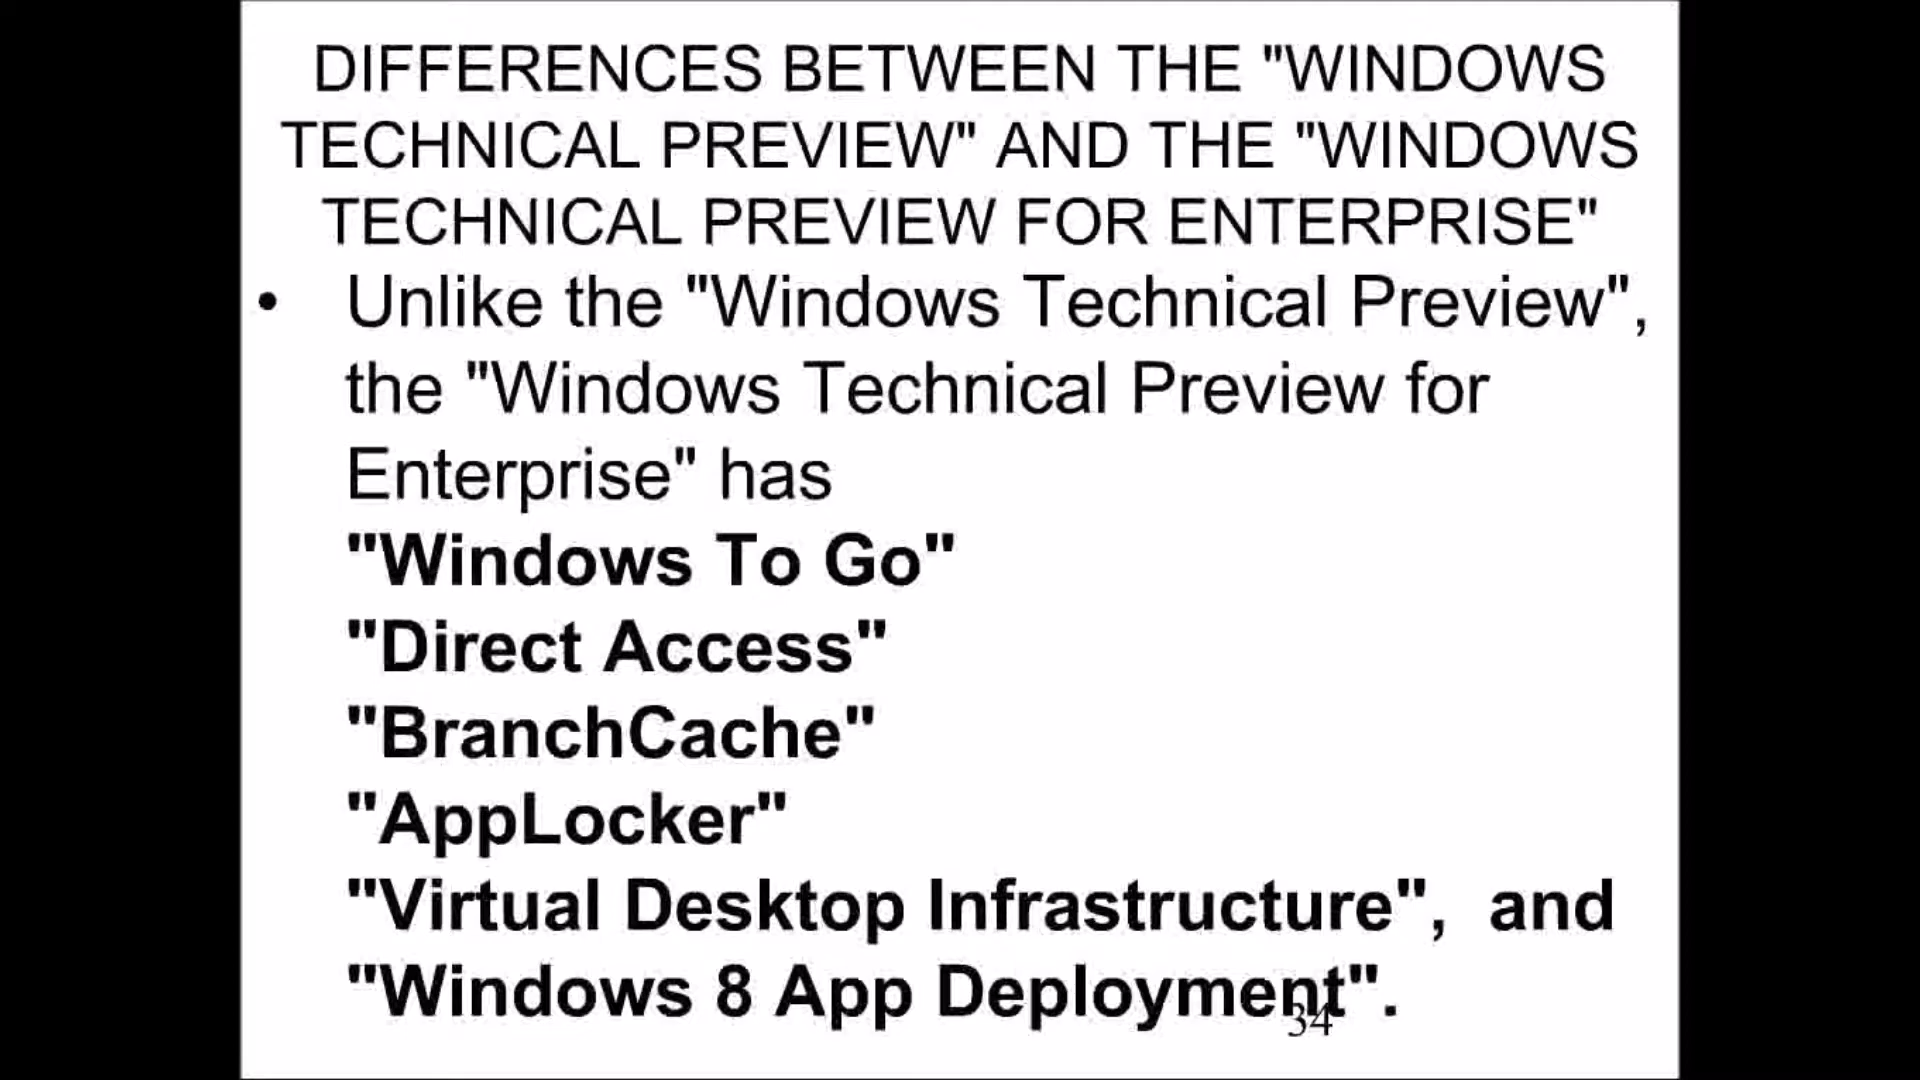 DIFFERENCES BETWEEN THE "WINDOWS
TECHNICAL PREVIEW" AND THE "WINDOWS
TECHNICAL PREVIEW FOR ENTERPRISE"
• Unlike the "Windows Technical Preview",
the "Windows Technical Preview for
Enterprise" has
"Windows To Go"
"Direct Access"
"BranchCache"
"AppLocker"
"Virtual Desktop Infrastructure", and
"Windows 8 App Deployment".
34